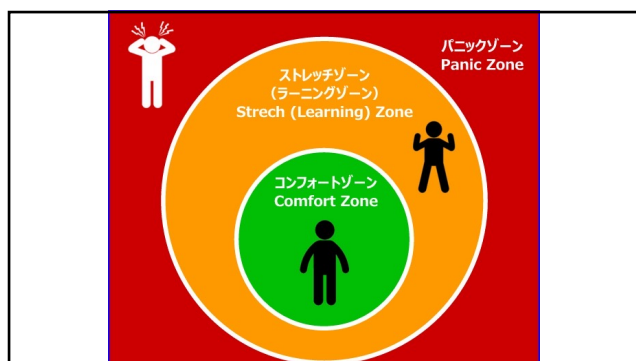 パニックゾーン
Panic Zone
ストレッチゾーン
(ラーニングゾーン)
Strech (Learning) Zone
コンフォートゾーン
Comfort Zone